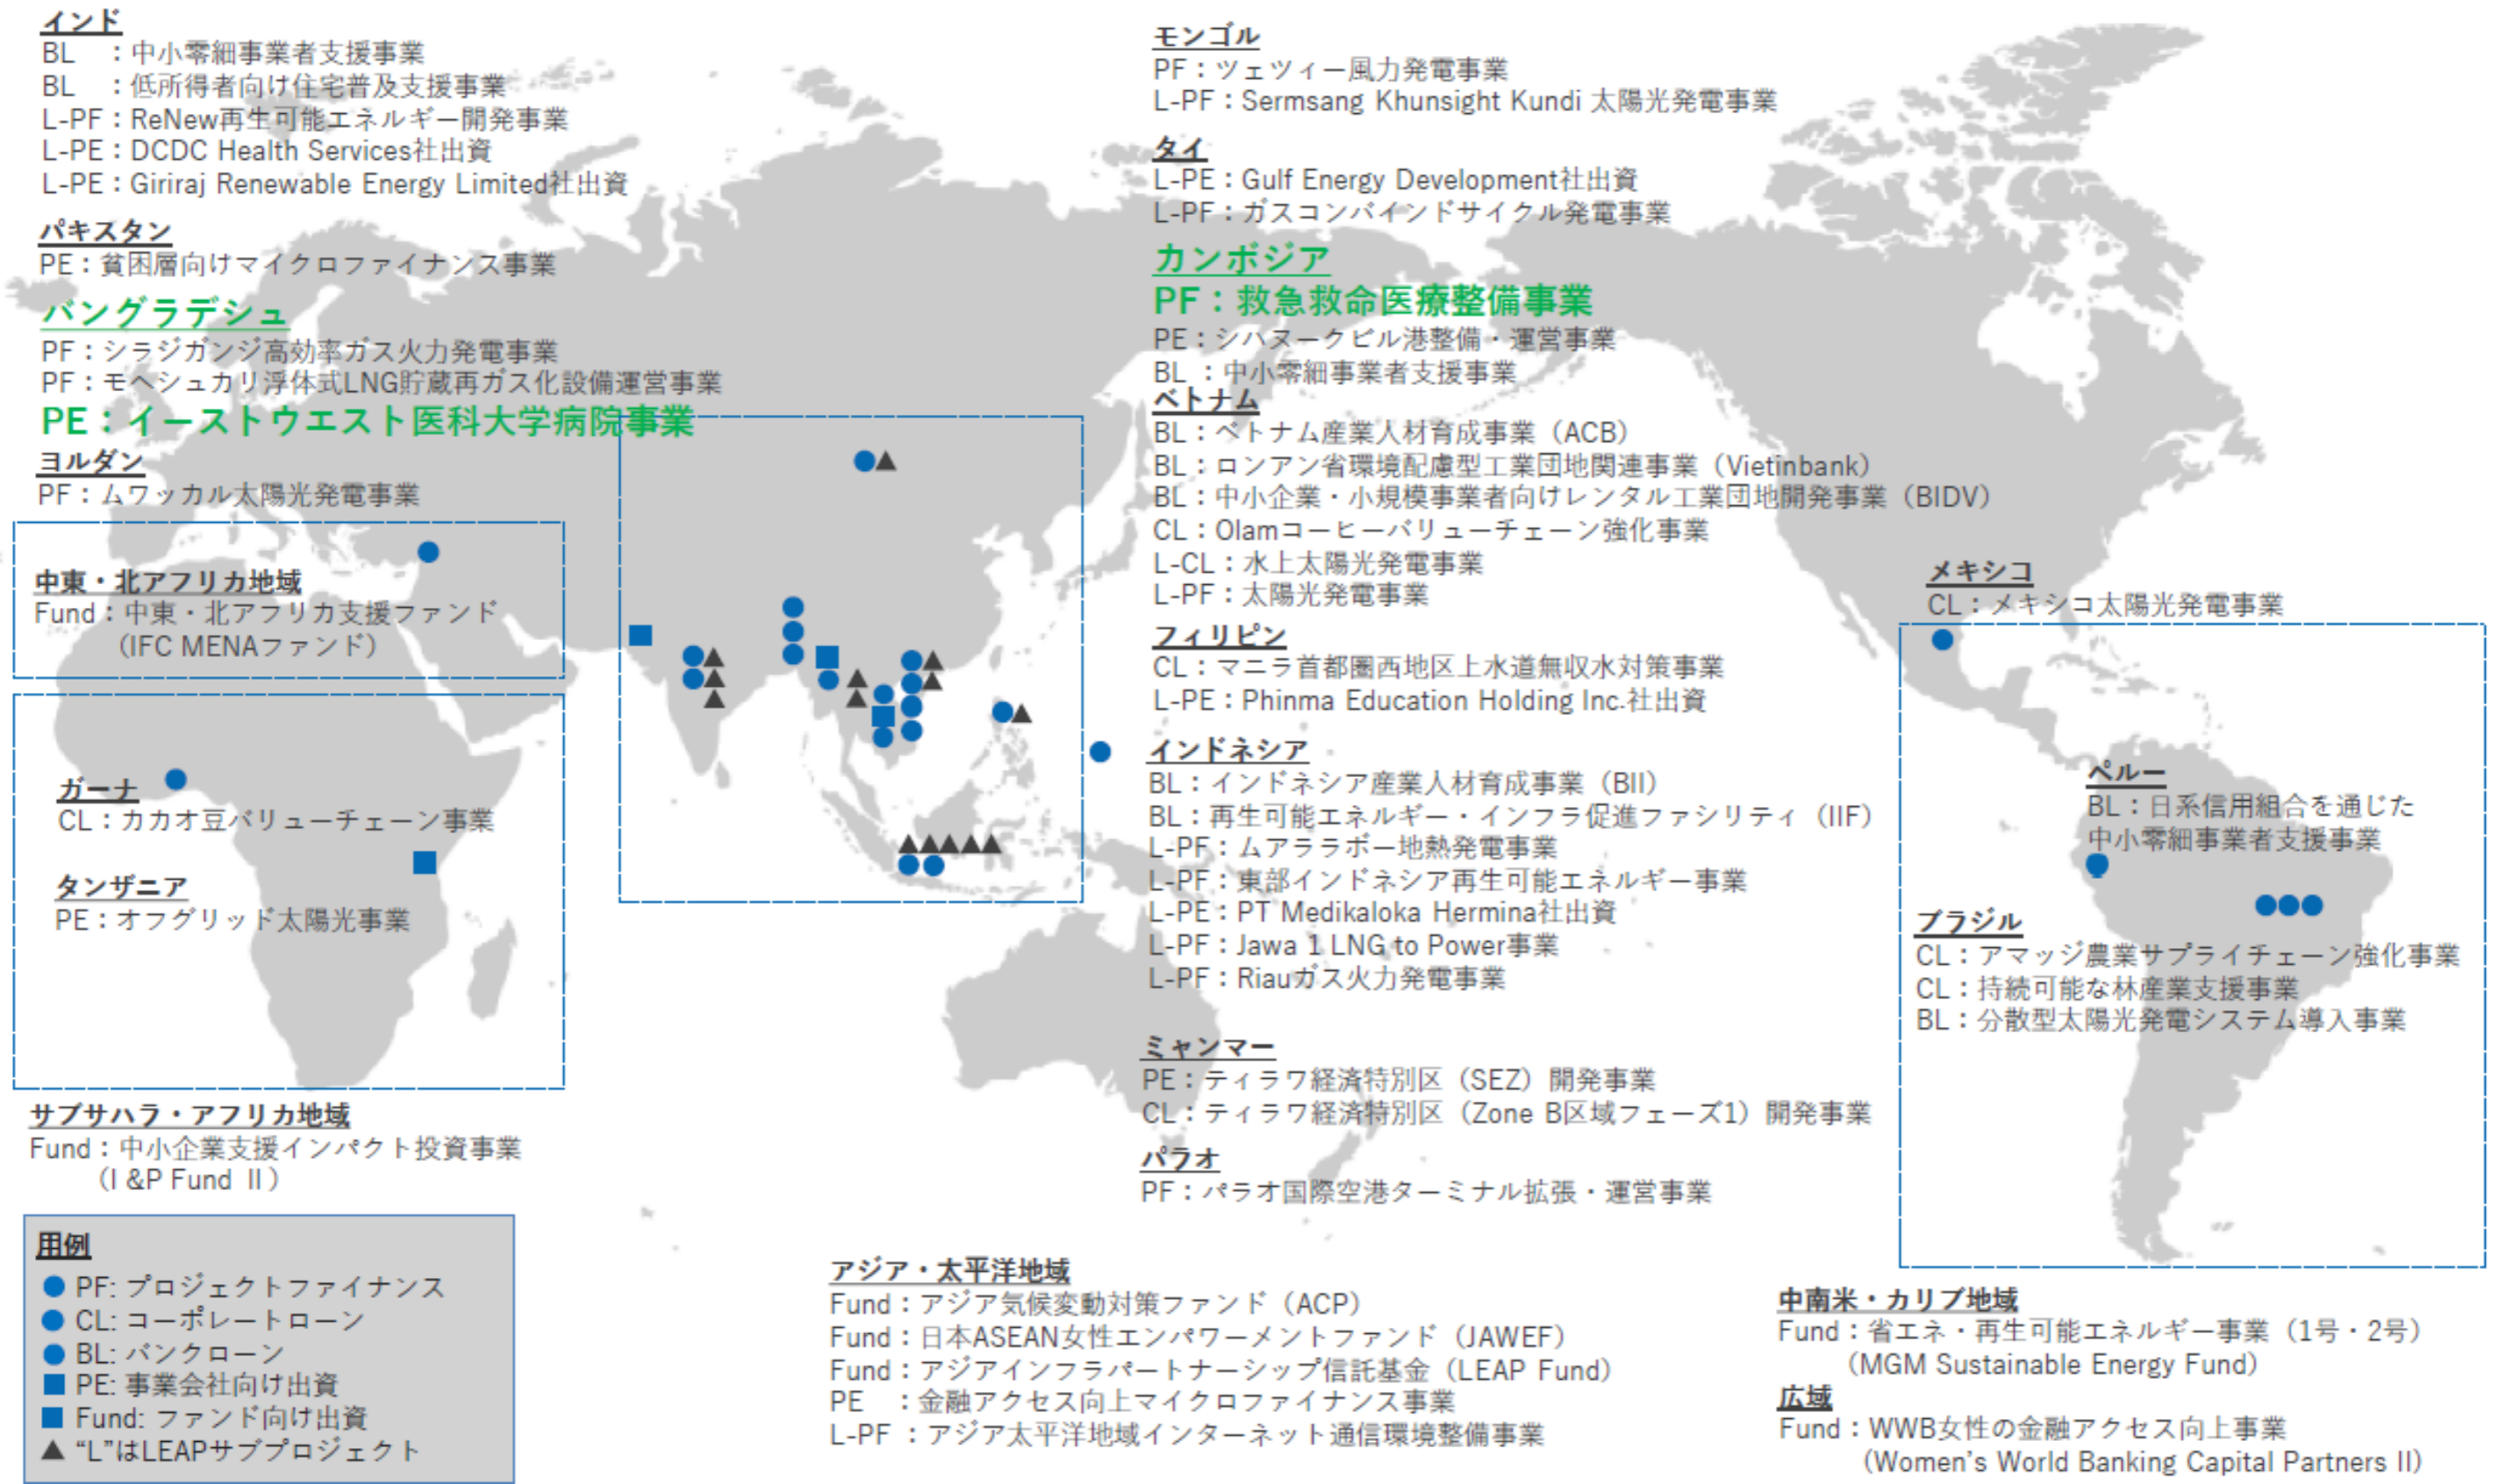 インド
BL ：中小零細事業者支援事業
BL ：低所得者向け住宅普及支援事業
L-PF：ReNew再生可能エネルギー開発事業
L-PE：DCDC Health Services社出資
L-PE：Giriraj Renewable Energy Limited社出資
パキスタン
PE：貧困層向けマイクロファイナンス事業
バングラデシュ
PF：シラジガンジ高効率ガス火力発電事業
PF：モヘシュカリ浮体式LNG貯蔵再ガス化設備運営事業
PE：イーストウエスト医科大学病院事業
ヨルダン
PF：ムワッカル太陽光発電事業
中東・北アフリカ地域
Fund：中東・北アフリカ支援ファンド
（IFC MENAファンド）
ガーナ
CL：カカオ豆バリューチェーン事業
タンザニア
PE：オフグリッド太陽光事業
サブサハラ・アフリカ地域
Fund：中小企業支援インパクト投資事業
（I &P Fund Ⅱ）
用例
PF: プロジェクトファイナンス
CL: コーポレートローン
BL: バンクローン
PE: 事業会社向け出資
Fund: ファンド向け出資
“L”はLEAPサブプロジェクト
モンゴル
PF：ツェツィー風力発電事業
L-PF：Sermsang Khunsight Kundi 太陽光発電事業
タイ
L-PE：Gulf Energy Development社出資
L-PF：ガスコンバインドサイクル発電事業
カンボジア
PF：救急救命医療整備事業
PE：シハヌークビル港整備・運営事業
BL ：中小零細事業者支援事業
ベトナム
BL：ベトナム産業人材育成事業（ACB）
BL：ロンアン省環境配慮型工業団地関連事業（Vietinbank）
BL：中小企業・小規模事業者向けレンタル工業団地開発事業（BIDV）
CL：Olamコーヒーバリューチェーン強化事業
L-CL：水上太陽光発電事業
L-PF：太陽光発電事業
フィリピン
CL：マニラ首都圏西地区上水道無収水対策事業
L-PE：Phinma Education Holding Inc.社出資
インドネシア
BL：インドネシア産業人材育成事業（BII）
BL：再生可能エネルギー・インフラ促進ファシリティ（IIF）
L-PF：ムアララボー地熱発電事業
L-PF：東部インドネシア再生可能エネルギー事業
L-PE：PT Medikaloka Hermina社出資
L-PF：Jawa 1 LNG to Power事業
L-PF：Riauガス火力発電事業
ミャンマー
PE：ティラワ経済特別区（SEZ）開発事業
CL：ティラワ経済特別区（Zone B区域フェーズ1）開発事業
パラオ
PF：パラオ国際空港ターミナル拡張・運営事業
アジア・太平洋地域
Fund：アジア気候変動対策ファンド（ACP）
Fund：日本ASEAN女性エンパワーメントファンド（JAWEF）
Fund：アジアインフラパートナーシップ信託基金（LEAP Fund）
PE ：金融アクセス向上マイクロファイナンス事業
L-PF ：アジア太平洋地域インターネット通信環境整備事業
メキシコ
CL：メキシコ太陽光発電事業
ペルー
BL：日系信用組合を通じた
中小零細事業者支援事業
ブラジル
CL：アマッジ農業サプライチェーン強化事業
CL：持続可能な林産業支援事業
BL：分散型太陽光発電システム導入事業
中南米・カリブ地域
Fund：省エネ・再生可能エネルギー事業（1号・2号）
（MGM Sustainable Energy Fund）
広域
Fund：WWB女性の金融アクセス向上事業
（Women’s World Banking Capital Partners II）